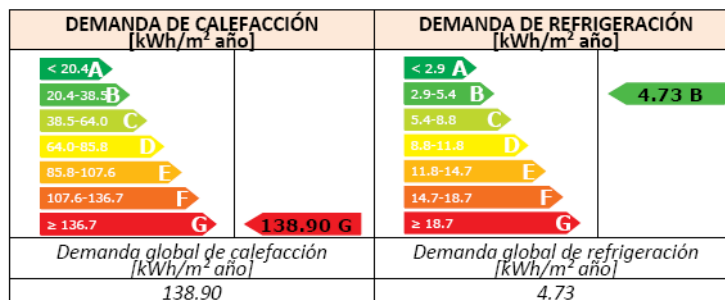 DEMANDA DE CALEFACCIÓN
[kWh/m² año]
< 20.4 A
20.4-38.5 B
38.5-64.0 C
64.0-85.8 D
85.8-107.6 E
107.6-136.7 F
≥ 136.7 G
138.90 G
Demanda global de calefacción
[kWh/m² año]
138.90
DEMANDA DE REFRIGERACIÓN
[kWh/m² año]
< 2.9 A
2.9-5.4 B
5.4-8.8 C
8.8-11.8 D
11.8-14.7 E
14.7-18.7 F
≥ 18.7 G
4.73 B
Demanda global de refrigeración
[kWh/m² año]
4.73